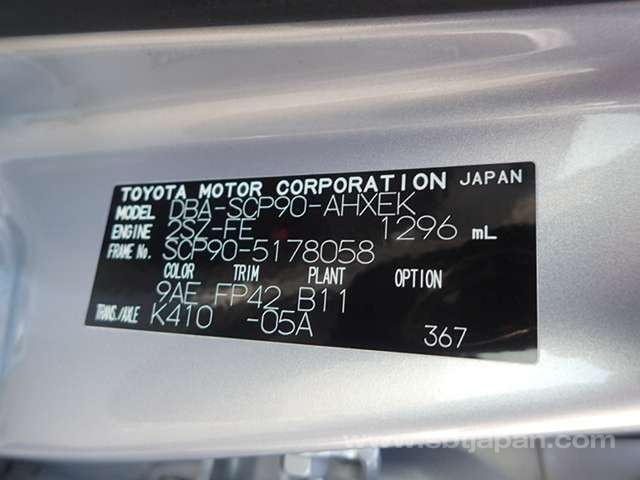 TOYOTA MOTOR CORPORATION JAPAN
MODEL DBA-SCP90-AHXEK
ENGINE 2SZ-FE 1296 mL
FRAME No. SCP90-5178058
COLOR TRIM PLANT OPTION
9AE FP42 B11
TRANS./AXLE K410 -05A
367
www.sbtjapan.com